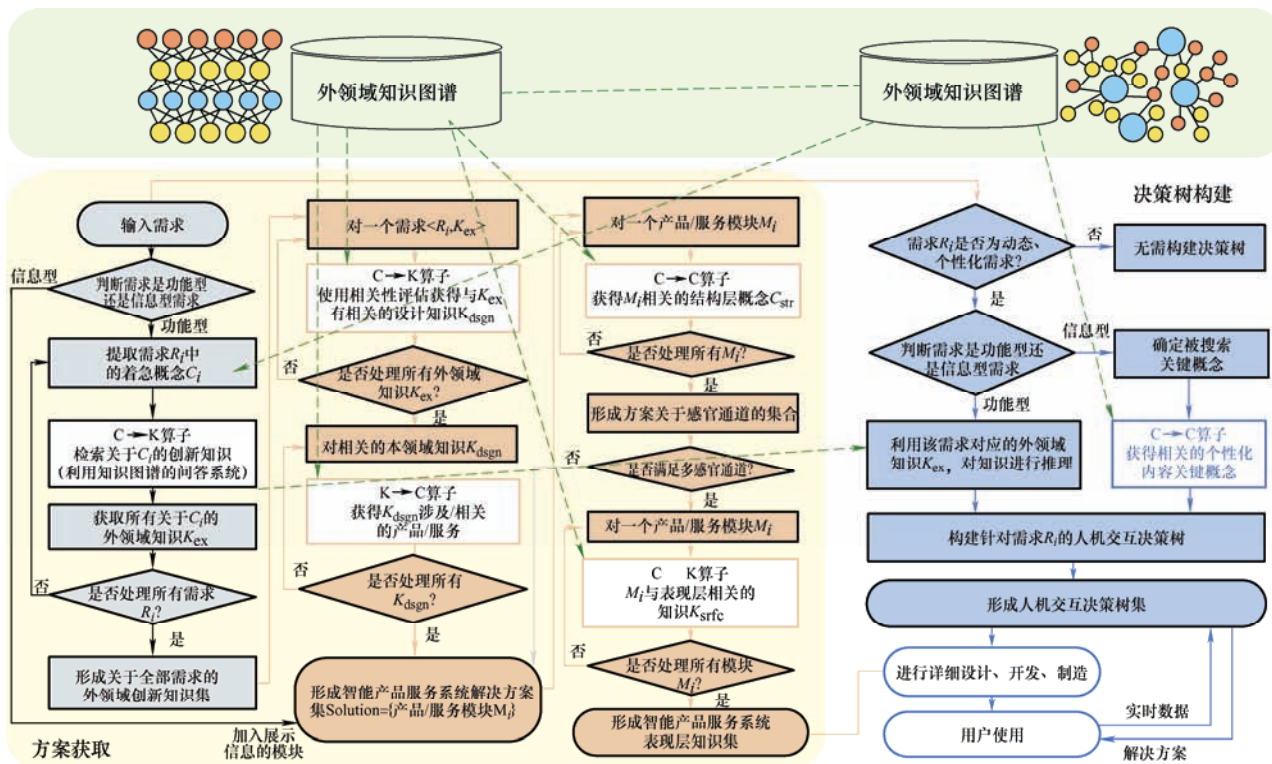 外领域知识图谱
外领域知识图谱
输入需求
信息型
判断需求是功能型
还是信息型需求
功能型
提取需求Ri中
的着急概念Ci
C→K算子
检索关于Ci的创新知识
(利用知识图谱的问答系统)
获取所有关于Ci的
外领域知识Kex
否
是否处理所有需求
Ri?
是
形成关于全部需求的
外领域创新知识集
加入展示
信息的模块
方案获取
对一个需求<Ri,Kex>
C→K算子
使用相关性评估获得与Kex
有相关的设计知识Kdsgn
否
是否处理所有外领域
知识Kex?
是
对相关的本领域知识Kdsgn
K→C算子
获得Kdsgn涉及/相关
的产品/服务
否
是否处理所有
Kdsgn?
是
形成智能产品服务系统解决方案
集Solution={产品/服务模块Mi}
对一个产品/服务模块Mi
C→C算子
获得Mi相关的结构层概念Cstr
否
是否处理所有Mi?
是
形成方案关于感官通道的集合
否
是否满足多感官通道?
是
对一个产品/服务模块Mi
C K算子
Mi与表现层相关的
知识Ksrfc
否
是否处理所有模块
Mi?
是
形成智能产品服务系统
表现层知识集
决策树构建
需求Ri是否为动态、
个性化需求?
否
无需构建决策树
是
判断需求是功能型还
是信息型需求
信息型
确定被搜索
关键概念
功能型
利用该需求对应的外领域
知识Kex，对知识进行推理
C→C算子
获得相关的个性化
内容关键概念
构建针对需求Ri的人机交互决策树
形成人机交互决策树集
进行详细设计、开发、制造
实时数据
用户使用
解决方案